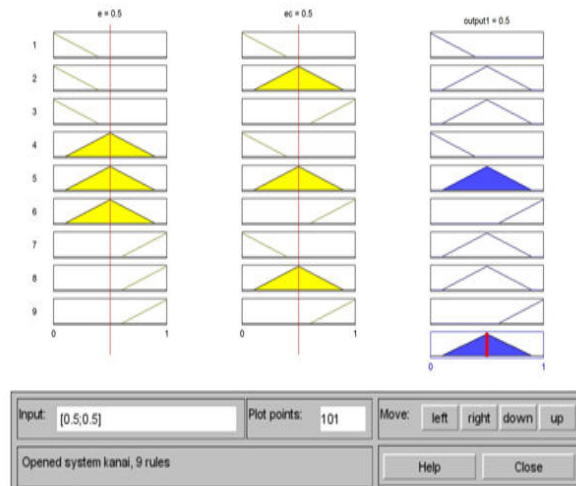 e = 0.5 ec = 0.5 output1 = 0.5
1
2
3
4
5
6
7
8
9
0 1 0 1
0 1
Input: [0.5;0.5] Plot points: 101 Move: left right down up
Opened system kanai, 9 rules Help Close